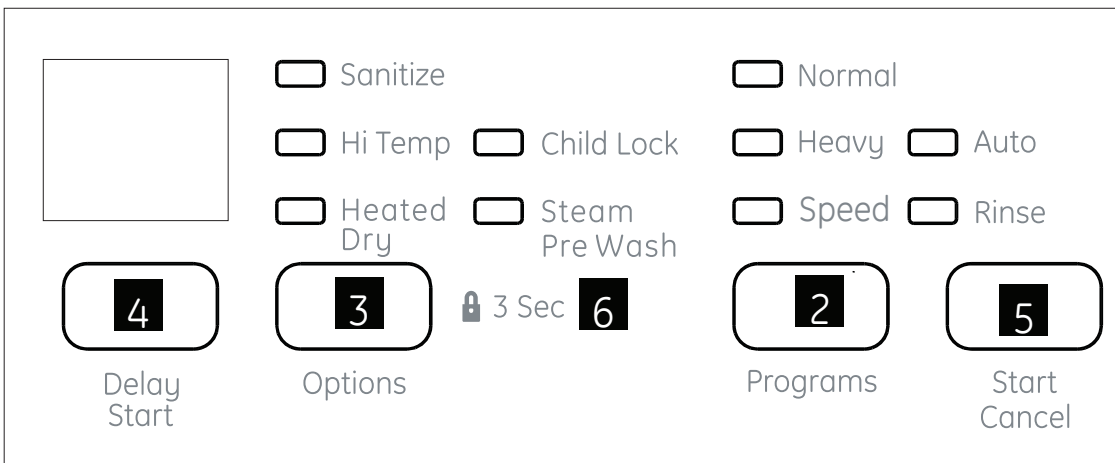 Sanitize
Normal
Hi Temp
Child Lock
Heavy
Auto
Heated
Dry
Steam
Pre Wash
Speed
Rinse
4
3
3 Sec
6
2
5
Delay
Start
Options
Programs
Start
Cancel